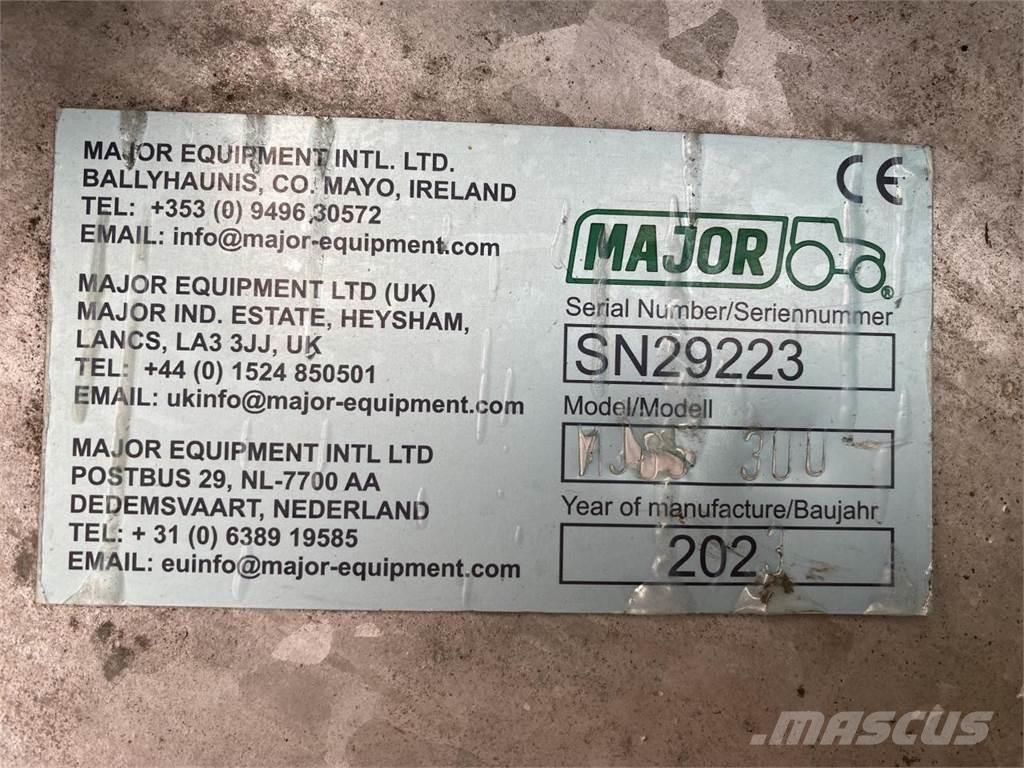 MAJOR EQUIPMENT INTL. LTD.
BALLYHAUNIS, CO. MAYO, IRELAND
TEL: +353 (0) 9496 30572
EMAIL: info@major-equipment.com
MAJOR EQUIPMENT LTD (UK)
MAJOR IND. ESTATE, HEYSHAM,
LANCS, LA3 3JJ, UK
TEL: +44 (0) 1524 850501
EMAIL: ukinfo@major-equipment.com
MAJOR EQUIPMENT INTL LTD
POSTBUS 29, NL-7700 AA
DEDEMSVAART, NEDERLAND
TEL: + 31 (0) 6389 19585
EMAIL: euinfo@major-equipment.com
CE
MAJOR ®
Serial Number/Seriennummer
SN29223
Model/Modell
300
Year of manufacture/Baujahr
2023
MASCUS